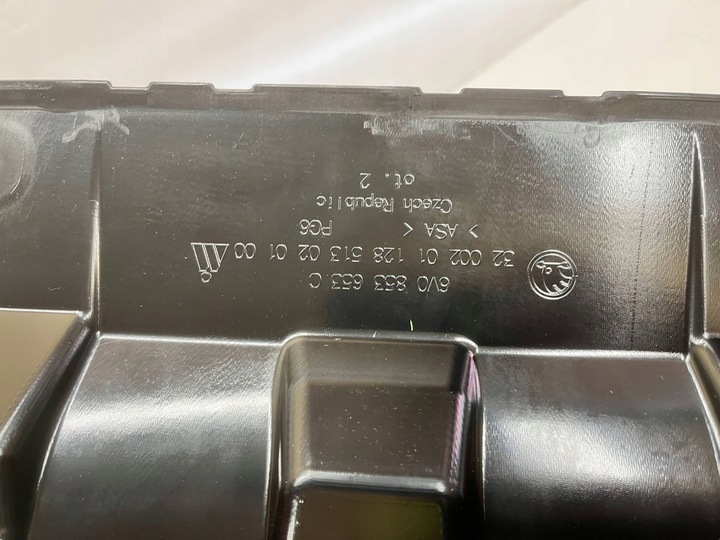 6V0 853 653 C
32 002 01 128 513 02 01 00
> ASA < PG6
Czech Republic
ot. 2